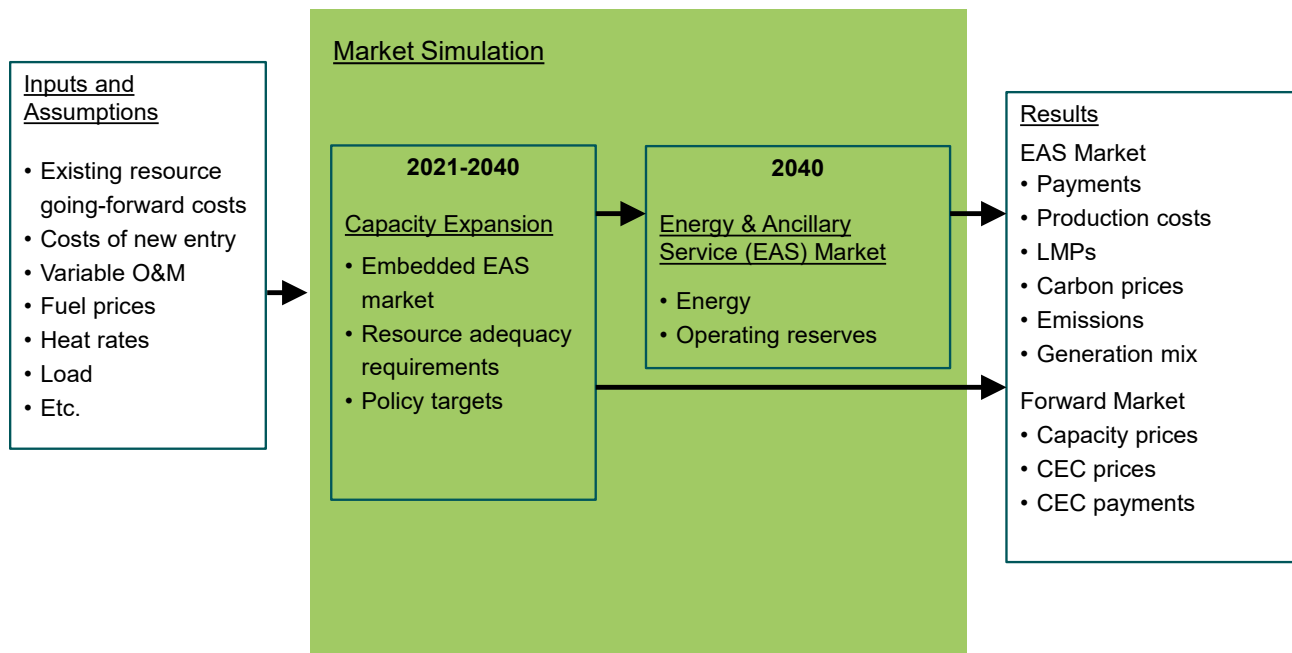 Market Simulation
Inputs and
Assumptions
• Existing resource
going-forward costs
• Costs of new entry
• Variable O&M
• Fuel prices
• Heat rates
• Load
• Etc.
2021-2040
Capacity Expansion
• Embedded EAS
market
• Resource adequacy
requirements
• Policy targets
2040
Energy & Ancillary
Service (EAS) Market
• Energy
• Operating reserves
Results
EAS Market
• Payments
• Production costs
• LMPs
• Carbon prices
• Emissions
• Generation mix
Forward Market
• Capacity prices
• CEC prices
• CEC payments